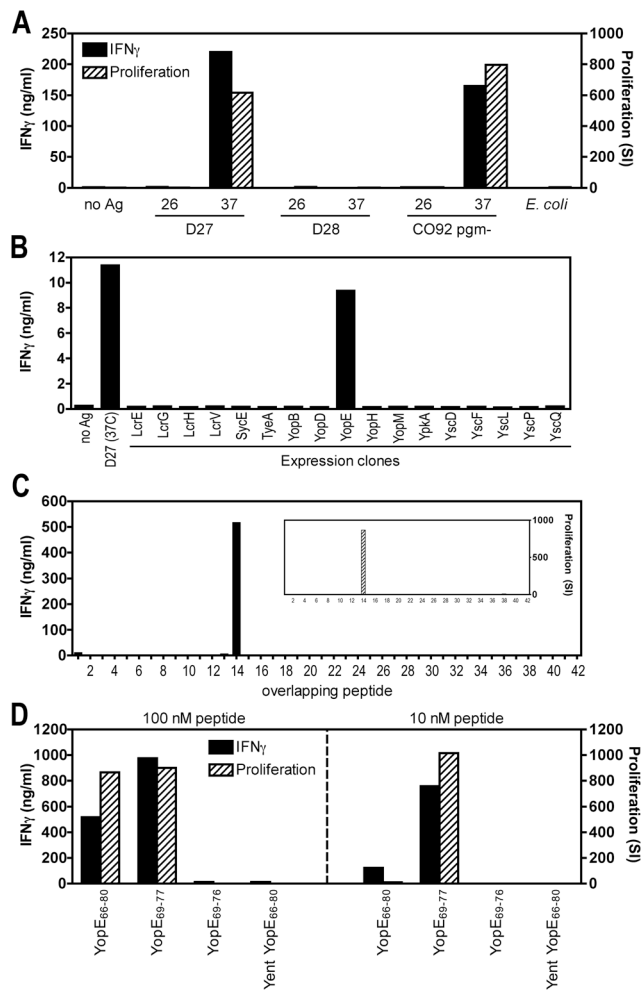 A
IFNγ (ng/ml)
250
200
150
100
50
0
IFNγ
Proliferation
1000
800
600
400
200
0
Proliferation (SI)
no Ag 26 37 26 37 26 37 E. coli
D27 D28 CO92 pgm-
B
IFNγ (ng/ml)
12
10
8
6
4
2
0
no Ag
D27 (37C)
LcrE
LcrG
LcrH
LcrV
SycE
TyeA
YopB
YopD
YopE
YopH
YopM
YpkA
YscD
YscF
YscL
YscP
YscQ
Expression clones
C
IFNγ (ng/ml)
600
500
400
300
200
100
0
1000
500
0
Proliferation (SI)
2 4 6 8 10 12 14 16 18 20 22 24 26 28 30 32 34 36 38 40 42
2 4 6 8 10 12 14 16 18 20 22 24 26 28 30 32 34 36 38 40 42
overlapping peptide
D
100 nM peptide 10 nM peptide
IFNγ (ng/ml)
1200
1000
800
600
400
200
0
IFNγ
Proliferation
1200
1000
800
600
400
200
0
Proliferation (SI)
YopE66-80
YopE69-77
YopE69-76
Yent YopE66-80
YopE66-80
YopE69-77
YopE69-76
Yent YopE66-80